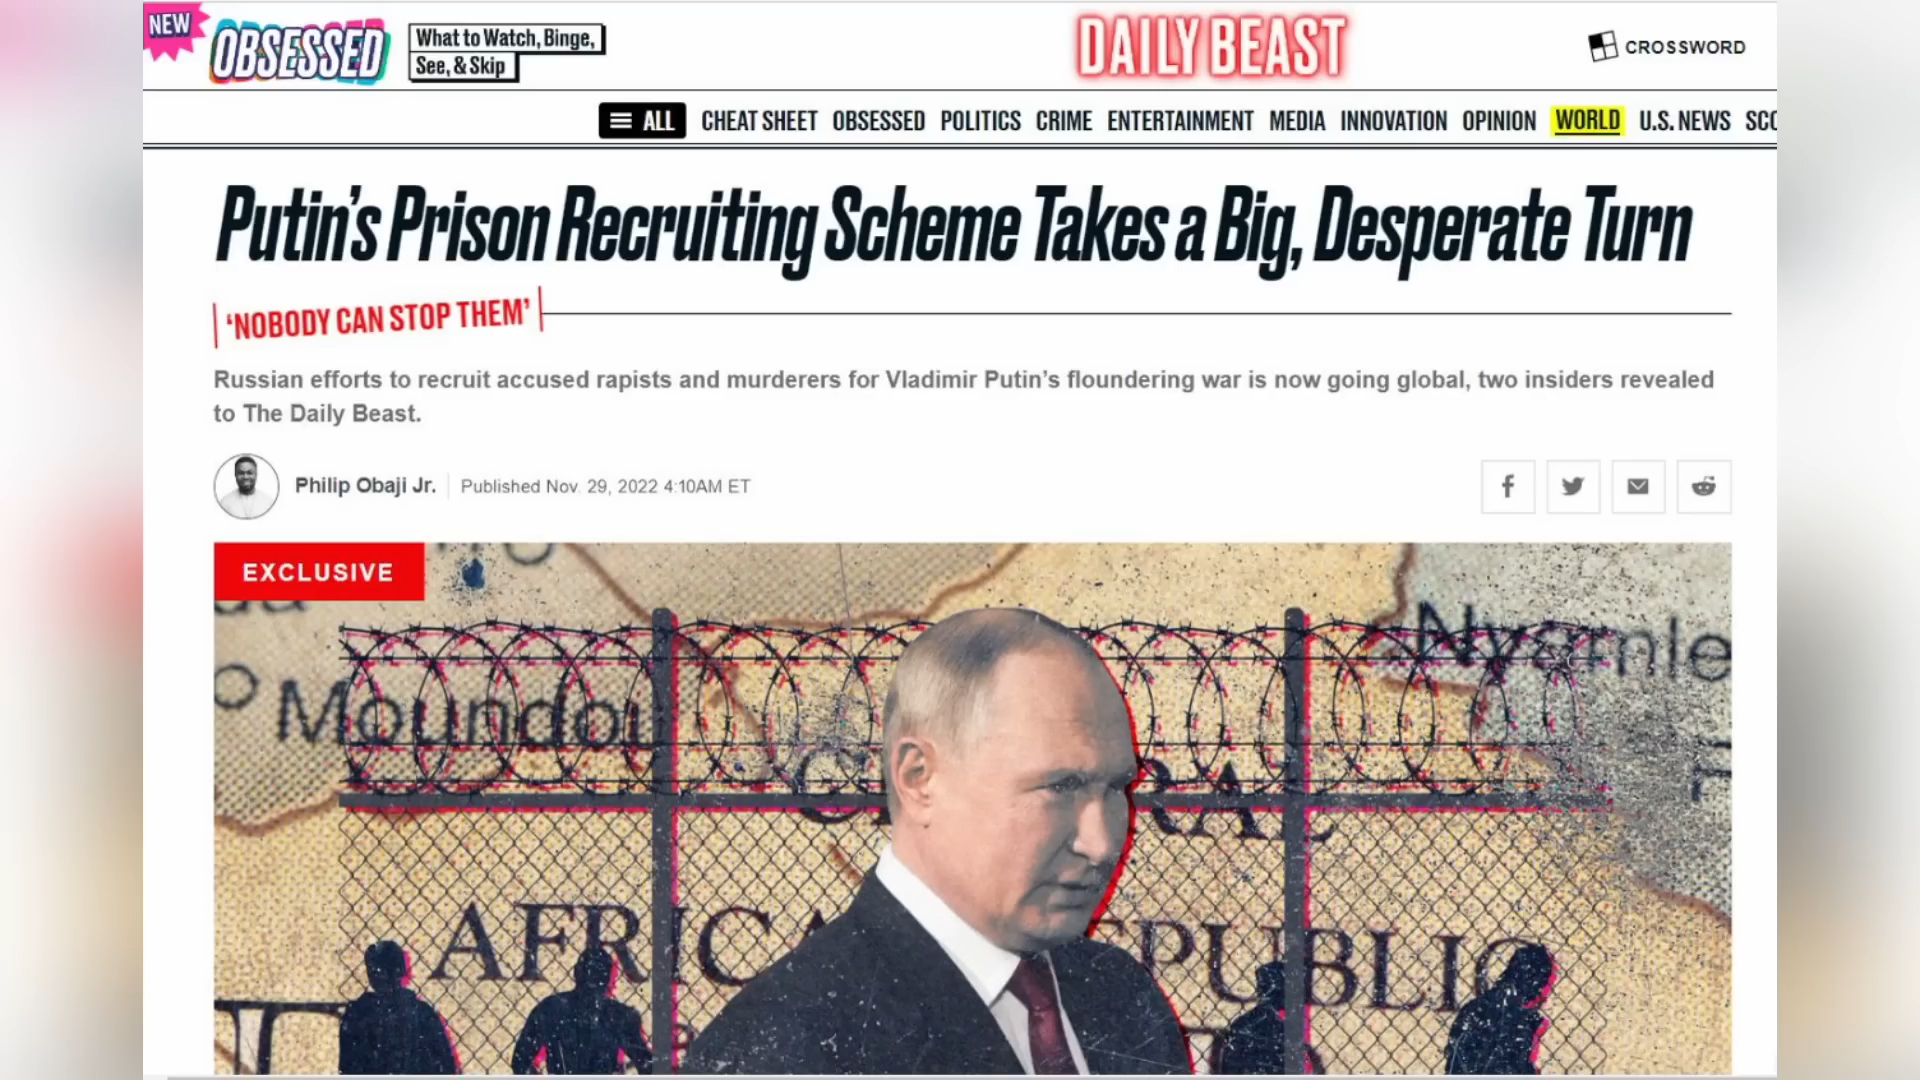 NEW
OBSESSED
What to Watch, Binge,
See, & Skip
DAILY BEAST
CROSSWORD
ALL CHEAT SHEET OBSESSED POLITICS CRIME ENTERTAINMENT MEDIA INNOVATION OPINION WORLD U.S. NEWS SCO
Putin's Prison Recruiting Scheme Takes a Big, Desperate Turn
'NOBODY CAN STOP THEM'
Russian efforts to recruit accused rapists and murderers for Vladimir Putin's floundering war is now going global, two insiders revealed
to The Daily Beast.
Philip Obaji Jr. Published Nov. 29, 2022 4:10AM ET
EXCLUSIVE
Moundou